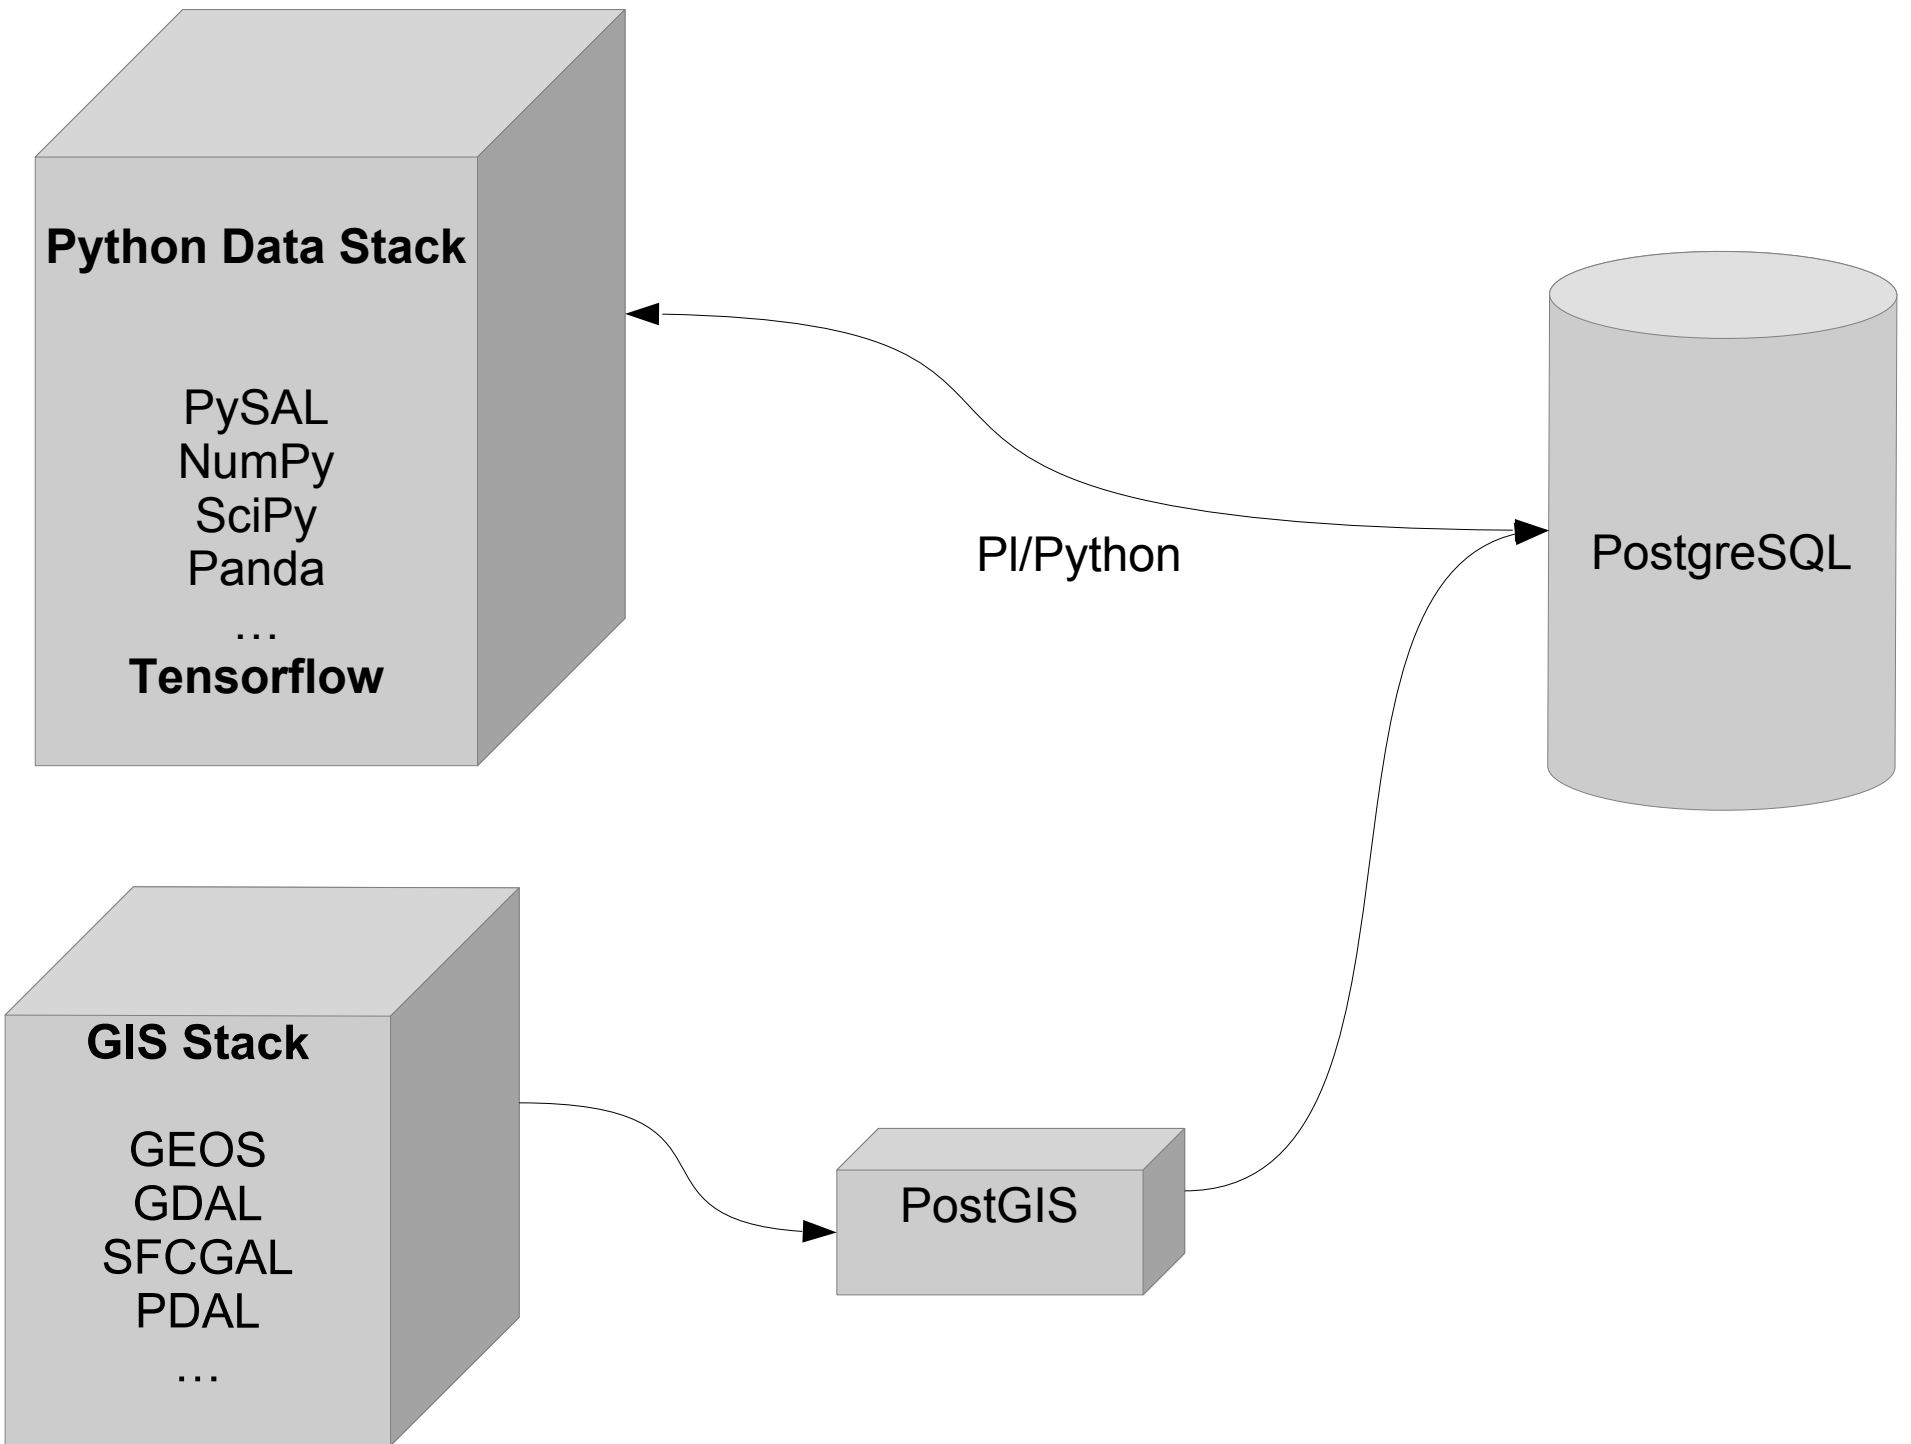 Python Data Stack
PySAL
NumPy
SciPy
Panda
…
Tensorflow
Pl/Python
PostgreSQL
GIS Stack
GEOS
GDAL
SFCGAL
PDAL
…
PostGIS